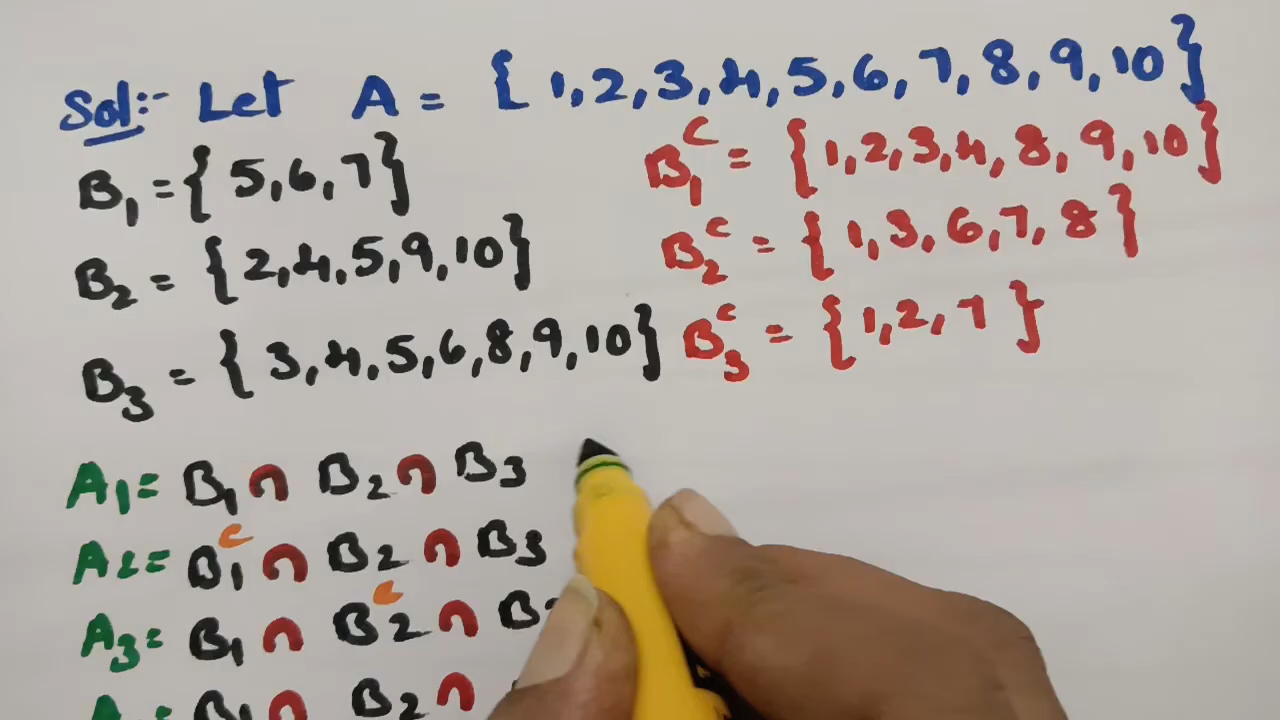 Sol:- Let A = { 1, 2, 3, 4, 5, 6, 7, 8, 9, 10 }
B₁ = { 5, 6, 7 } B₁ᶜ = { 1, 2, 3, 4, 8, 9, 10 }
B₂ = { 2, 4, 5, 9, 10 } B₂ᶜ = { 1, 3, 6, 7, 8 }
B₃ = { 3, 4, 5, 6, 8, 9, 10 } B₃ᶜ = { 1, 2, 7 }
A₁ = B₁ ∩ B₂ ∩ B₃
A₂ = B₁ᶜ ∩ B₂ ∩ B₃
A₃ = B₁ ∩ B₂ᶜ ∩ B
B₁ ∩ B₂ ∩